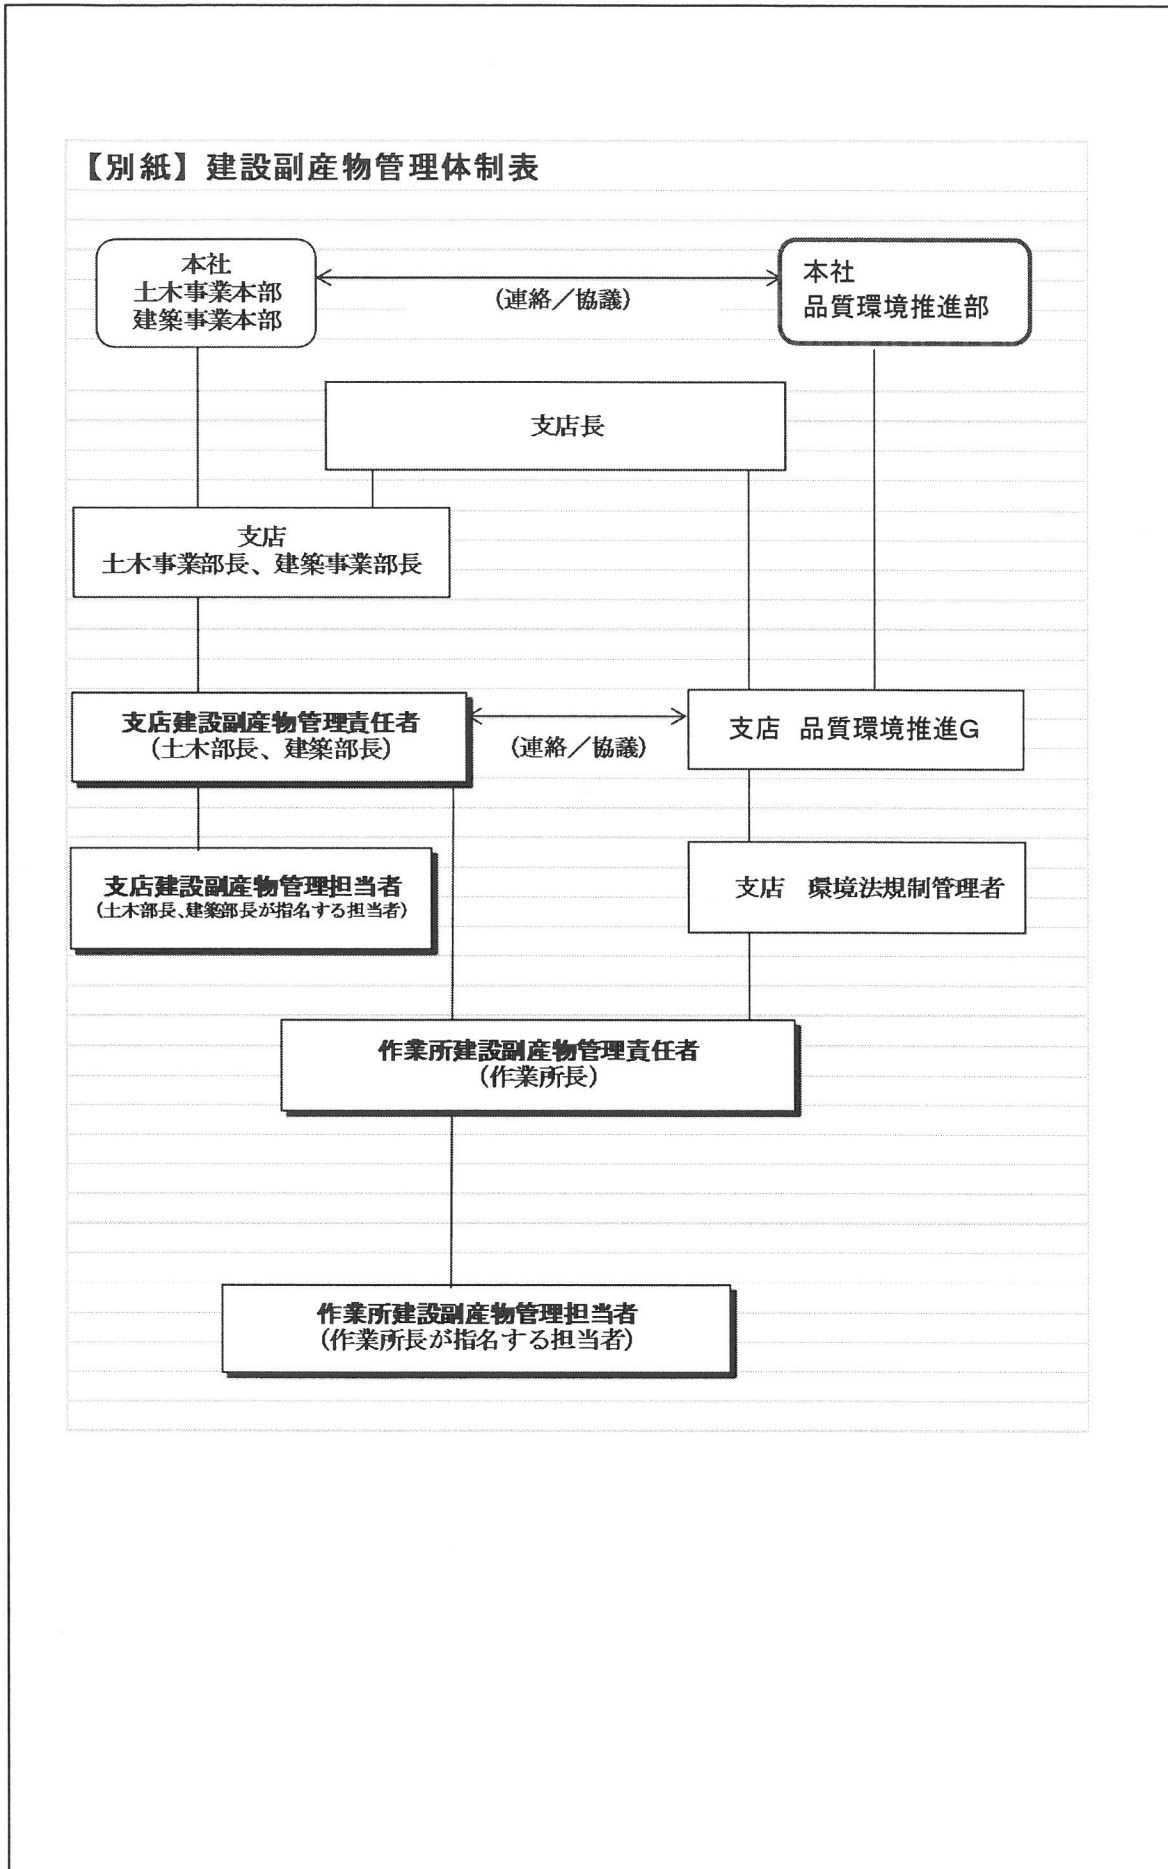 【別紙】建設副産物管理体制表
本社
土木事業本部
建築事業本部
(連絡／協議)
本社
品質環境推進部
支店長
支店
土木事業部長、建築事業部長
支店建設副産物管理責任者
(土木部長、建築部長)
(連絡／協議)
支店 品質環境推進G
支店建設副産物管理担当者
(土木部長、建築部長が指名する担当者)
支店 環境法規制管理者
作業所建設副産物管理責任者
(作業所長)
作業所建設副産物管理担当者
(作業所長が指名する担当者)